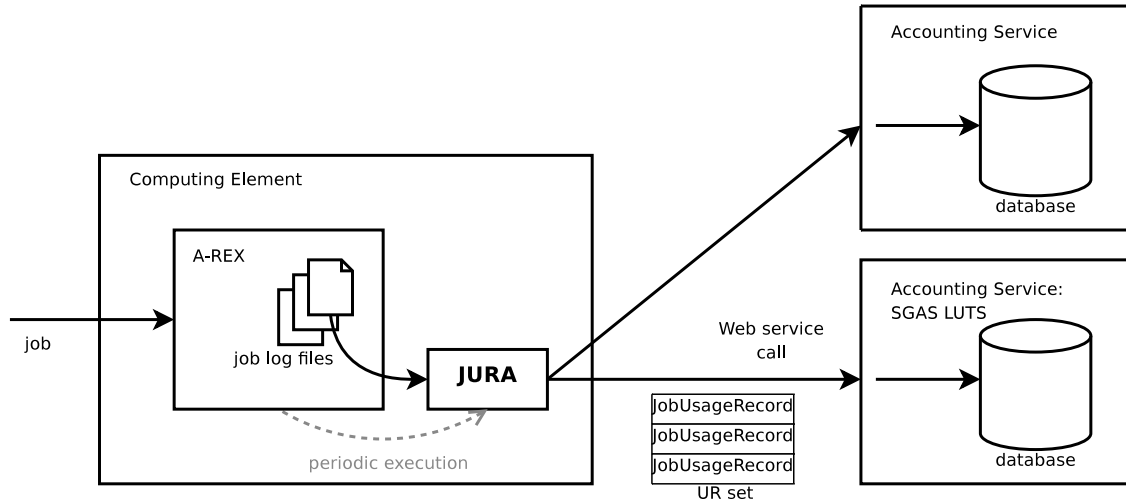 Accounting Service
database
Computing Element
A-REX
job log files
job
JURA
periodic execution
Web service
call
JobUsageRecord
JobUsageRecord
JobUsageRecord
UR set
Accounting Service:
SGAS LUTS
database